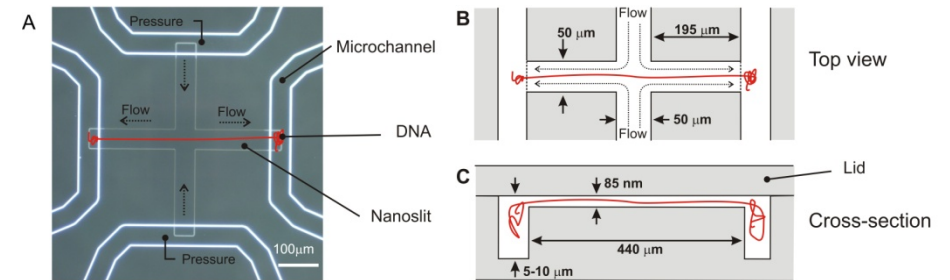 A
Pressure
Microchannel
Flow
Flow
DNA
Nanoslit
100μm
Pressure
B
Flow
50 μm
195 μm
Top view
50 μm
Flow
C
Lid
85 nm
Cross-section
440 μm
5-10 μm